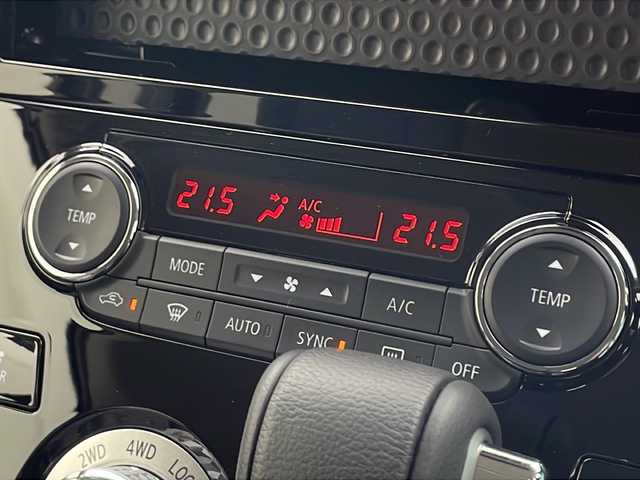 21.5 A/C 21.5
TEMP
MODE
A/C
TEMP
AUTO
SYNC
OFF
2WD 4WD